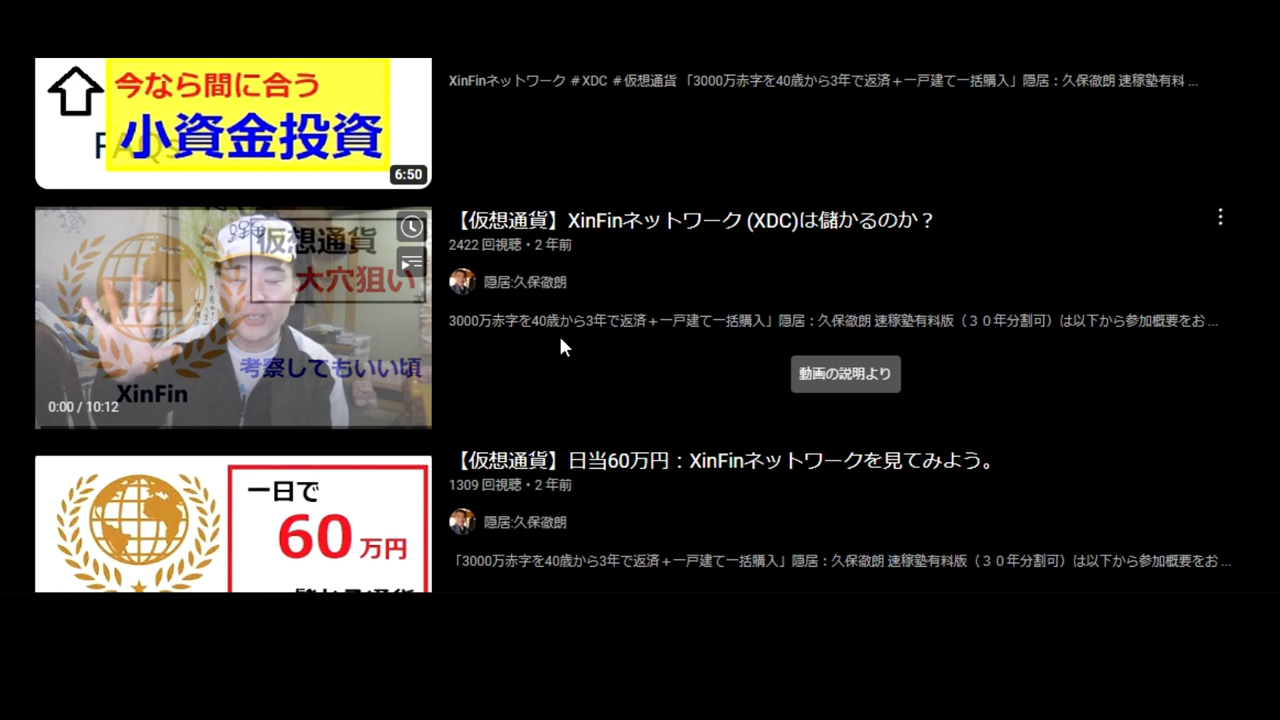 今なら間に合う
小資金投資
6:50
XinFinネットワーク ＃XDC ＃仮想通貨 「3000万赤字を40歳から3年で返済＋一戸建て一括購入」隠居：久保徹朗 速稼塾有料 ...
【仮想通貨】XinFinネットワーク (XDC)は儲かるのか？
2422 回視聴・2 年前
隠居:久保徹朗
3000万赤字を40歳から3年で返済＋一戸建て一括購入」隠居：久保徹朗 速稼塾有料版（３０年分割可）は以下から参加概要をお ...
動画の説明より
仮想通貨
大穴狙い
考察してもいい頃
XinFin
0:00 / 10:12
【仮想通貨】日当60万円：XinFinネットワークを見てみよう。
1309 回視聴・2 年前
隠居:久保徹朗
「3000万赤字を40歳から3年で返済＋一戸建て一括購入」隠居：久保徹朗 速稼塾有料版（３０年分割可）は以下から参加概要をお ...
一日で
60万円